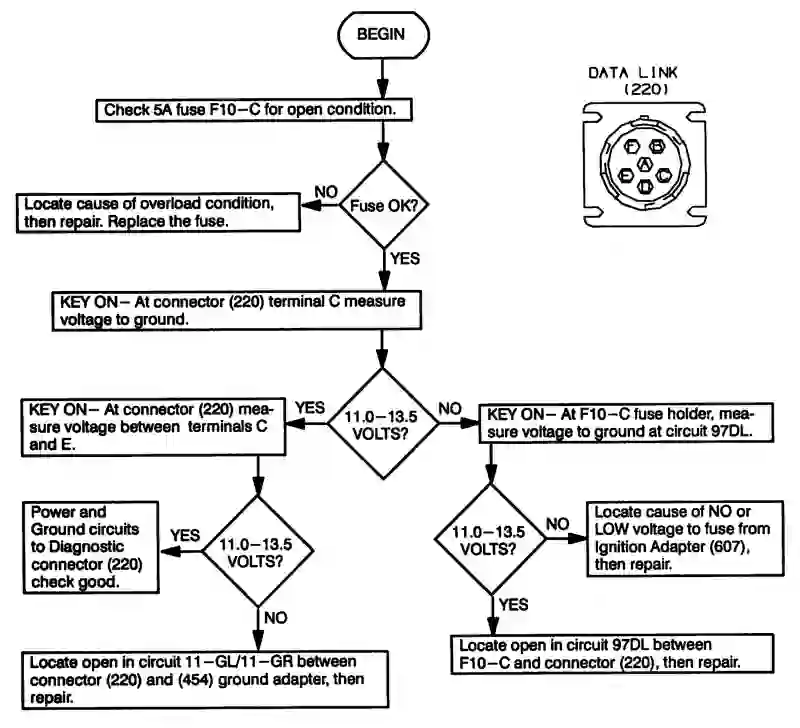 BEGIN
DATA LINK
(220)
F B
A
E C
D
Check 5A fuse F10–C for open condition.
Fuse OK?
NO
Locate cause of overload condition,
then repair. Replace the fuse.
YES
KEY ON– At connector (220) terminal C measure
voltage to ground.
11.0–13.5
VOLTS?
YES
NO
KEY ON– At connector (220) mea-
sure voltage between terminals C
and E.
KEY ON– At F10–C fuse holder, mea-
sure voltage to ground at circuit 97DL.
11.0–13.5
VOLTS?
YES
Power and
Ground circuits
to Diagnostic
connector (220)
check good.
NO
Locate open in circuit 11–GL/11–GR between
connector (220) and (454) ground adapter, then
repair.
11.0–13.5
VOLTS?
NO
Locate cause of NO or
LOW voltage to fuse from
Ignition Adapter (607),
then repair.
YES
Locate open in circuit 97DL between
F10–C and connector (220), then repair.